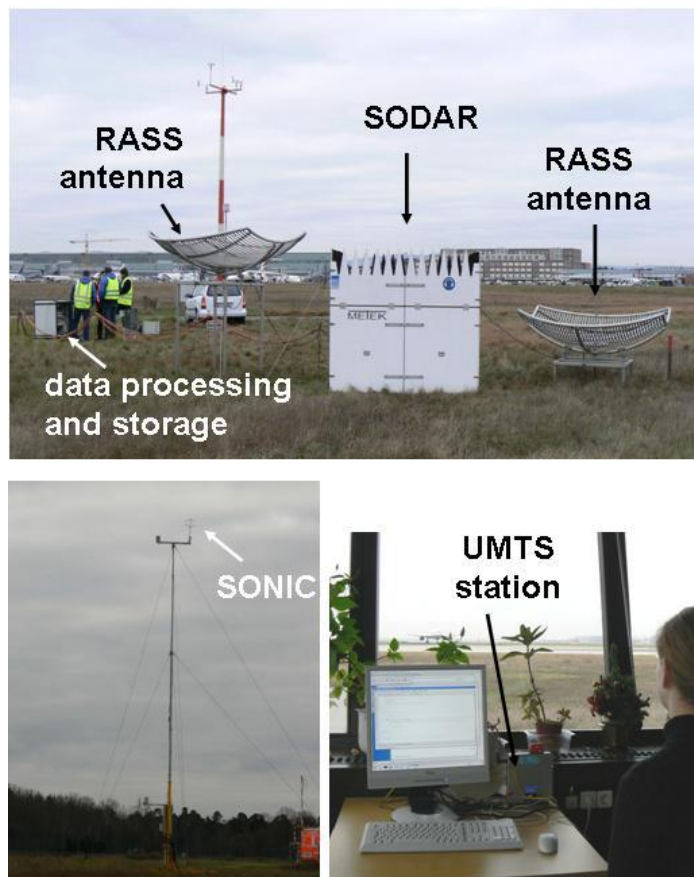 SODAR
RASS
antenna
RASS
antenna
METEK
data processing
and storage
SONIC
UMTS
station